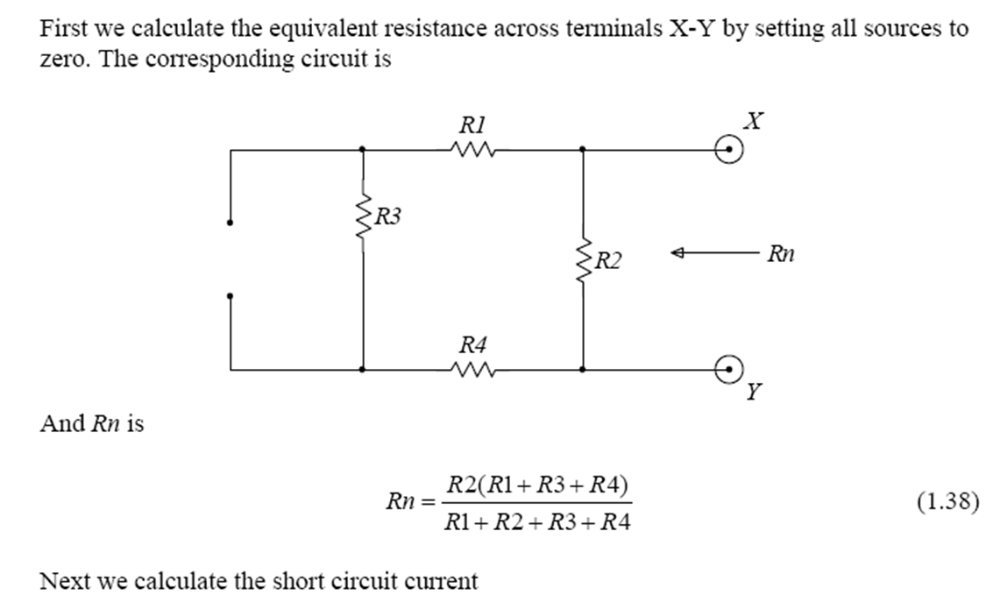 First we calculate the equivalent resistance across terminals X-Y by setting all sources to
zero. The corresponding circuit is
R1
X
R3
R2
Rn
R4
Y
And Rn is
Rn = R2(R1 + R3 + R4) / R1 + R2 + R3 + R4
(1.38)
Next we calculate the short circuit current